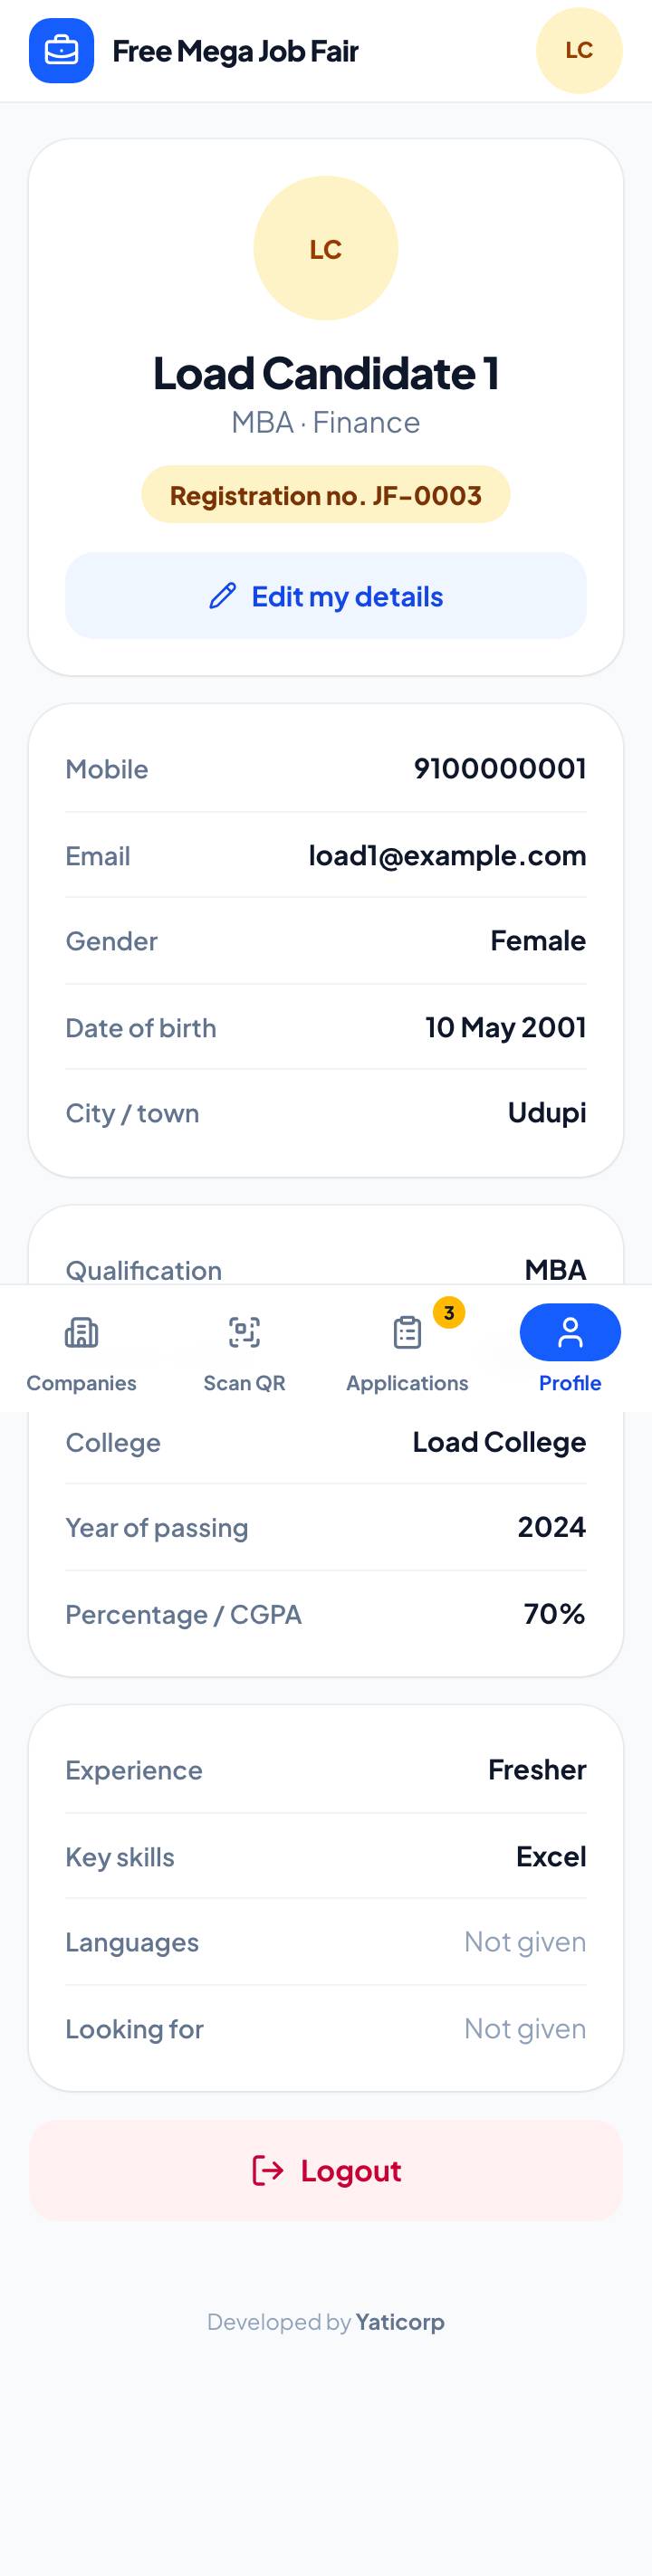 Free Mega Job Fair
LC
LC
Load Candidate 1
MBA · Finance
Registration no. JF-0003
Edit my details
Mobile 9100000001
Email load1@example.com
Gender Female
Date of birth 10 May 2001
City / town Udupi
Qualification MBA
3
Companies Scan QR Applications Profile
College Load College
Year of passing 2024
Percentage / CGPA 70%
Experience Fresher
Key skills Excel
Languages Not given
Looking for Not given
Logout
Developed by Yaticorp